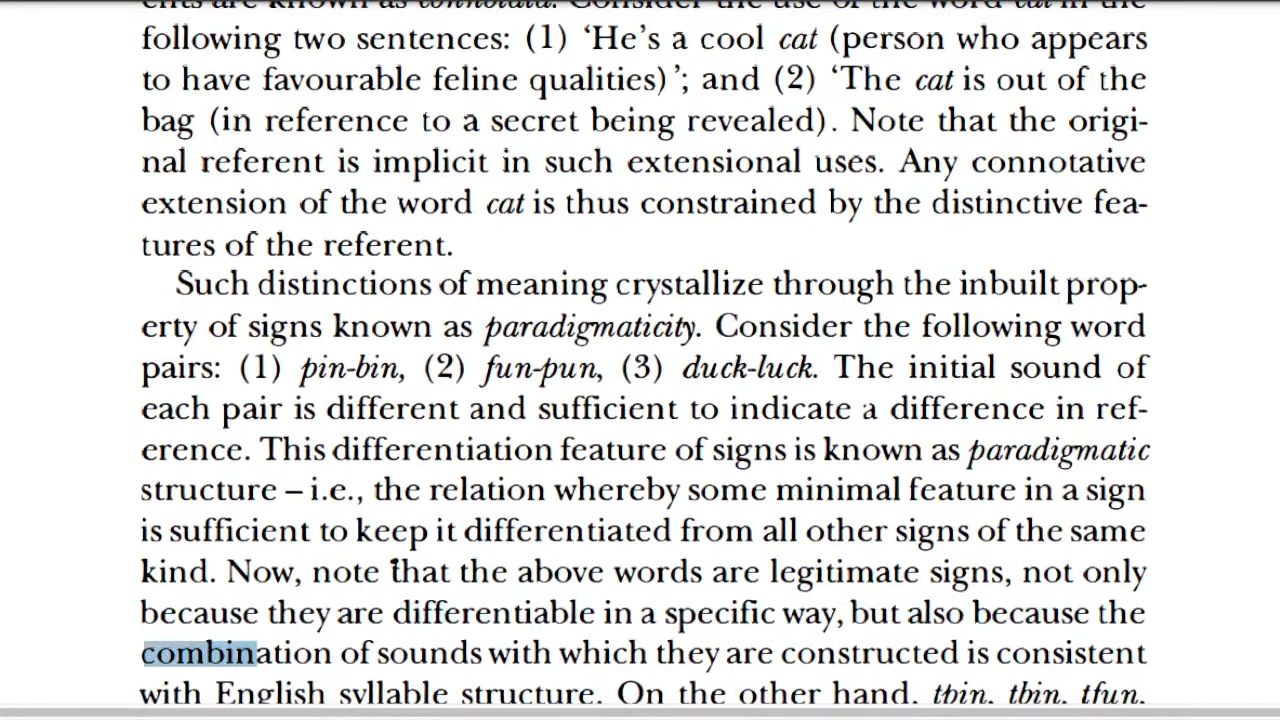 following two sentences: (1) ‘He’s a cool cat (person who appears
to have favourable feline qualities)’; and (2) ‘The cat is out of the
bag (in reference to a secret being revealed). Note that the origi-
nal referent is implicit in such extensional uses. Any connotative
extension of the word cat is thus constrained by the distinctive fea-
tures of the referent.
Such distinctions of meaning crystallize through the inbuilt prop-
erty of signs known as paradigmaticity. Consider the following word
pairs: (1) pin-bin, (2) fun-pun, (3) duck-luck. The initial sound of
each pair is different and sufficient to indicate a difference in ref-
erence. This differentiation feature of signs is known as paradigmatic
structure – i.e., the relation whereby some minimal feature in a sign
is sufficient to keep it differentiated from all other signs of the same
kind. Now, note that the above words are legitimate signs, not only
because they are differentiable in a specific way, but also because the
combination of sounds with which they are constructed is consistent
with English syllable structure. On the other hand, tpin, tbin, tfun,